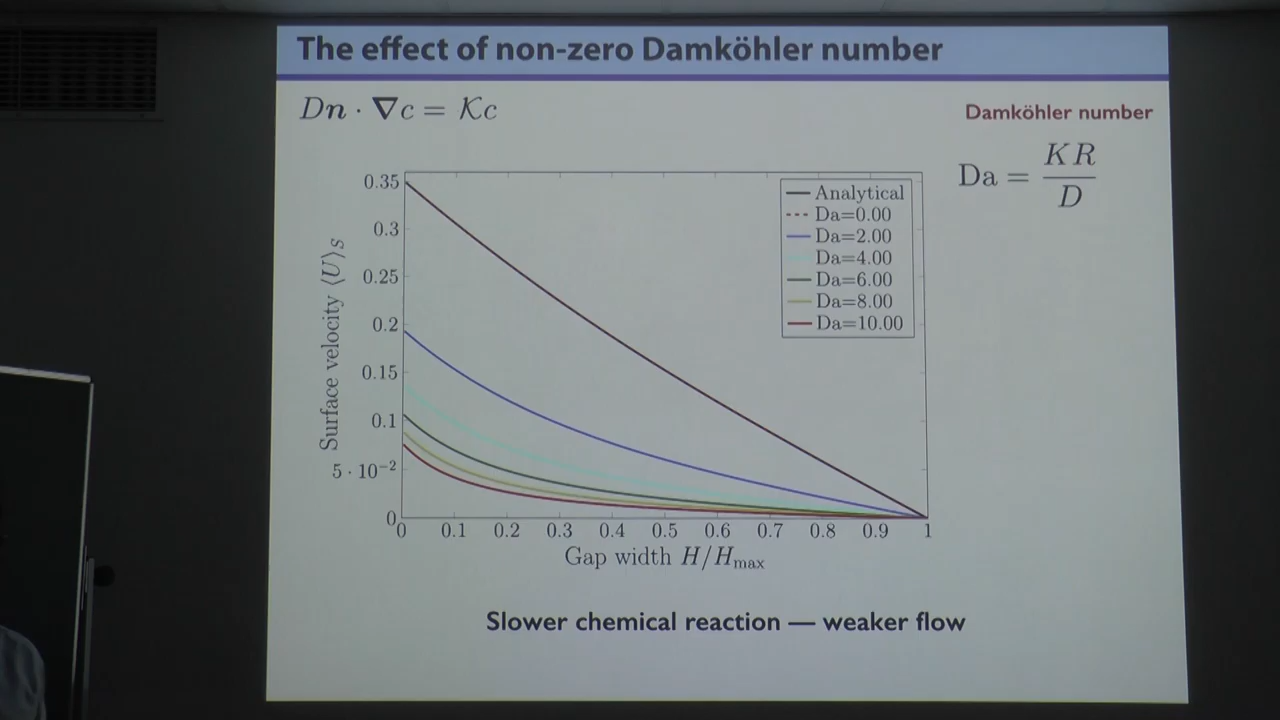 The effect of non-zero Damköhler number
Dn · ∇c = 𝒦c
Damköhler number
Da = KR / D
0.35
0.3
0.25
0.2
0.15
0.1
5 · 10⁻²
0
Surface velocity ⟨U⟩S
Analytical
Da=0.00
Da=2.00
Da=4.00
Da=6.00
Da=8.00
Da=10.00
0 0.1 0.2 0.3 0.4 0.5 0.6 0.7 0.8 0.9 1
Gap width H/Hmax
Slower chemical reaction — weaker flow